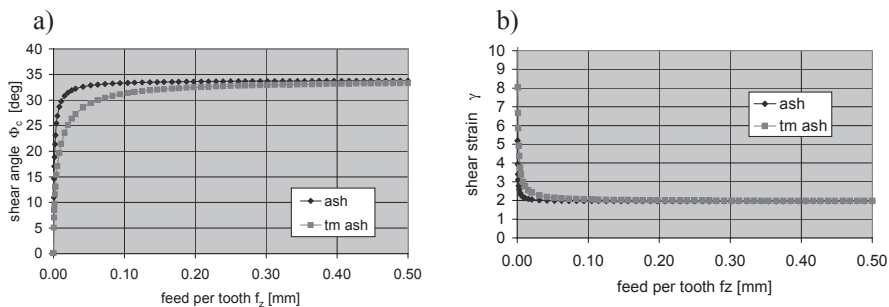 a)
shear angle Φc [deg]
40
35
30
25
20
15
10
5
0
ash
tm ash
0.00 0.10 0.20 0.30 0.40 0.50
feed per tooth fz [mm]
b)
shear strain γ
10
9
8
7
6
5
4
3
2
1
0
ash
tm ash
0.00 0.10 0.20 0.30 0.40 0.50
feed per tooth fz [mm]